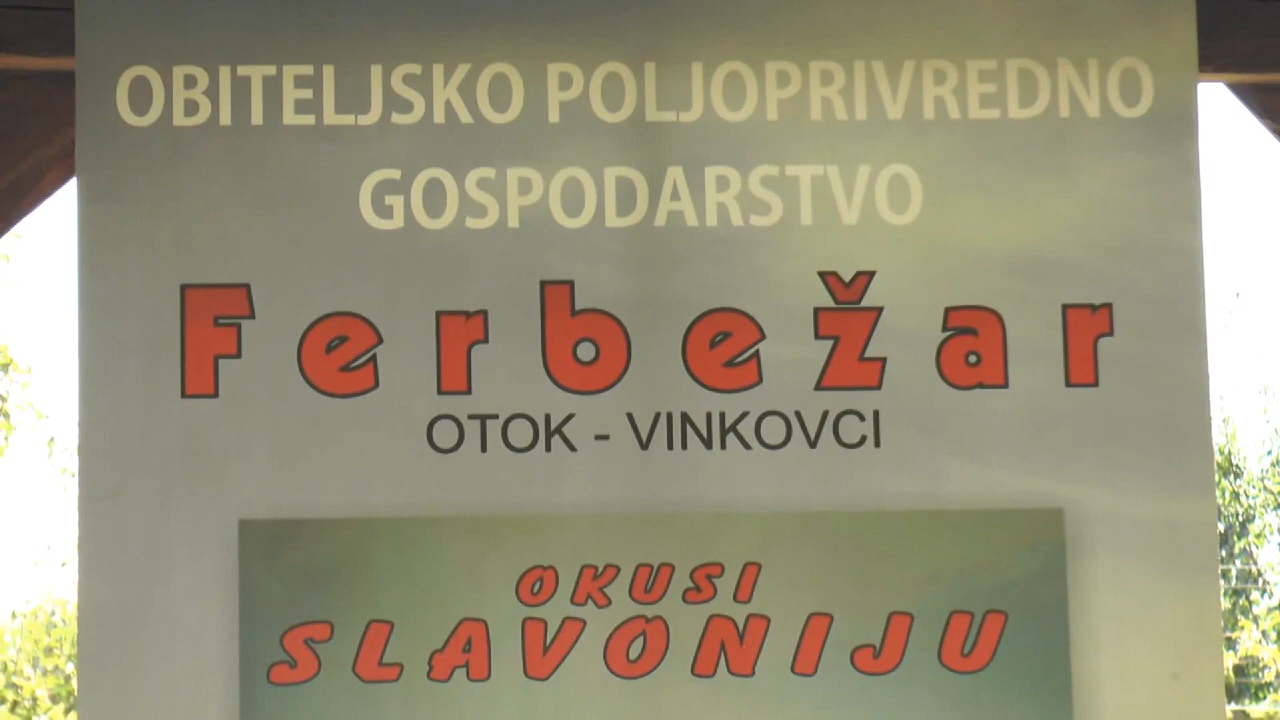 OBITELJSKO POLJOPRIVREDNO
GOSPODARSTVO
Ferbežar
OTOK - VINKOVCI
OKUSI
SLAVONIJU